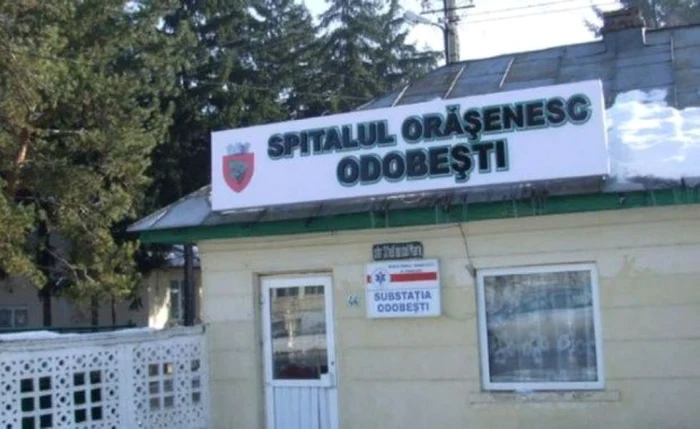 SPITALUL ORĂŞENESC
ODOBEŞTI
SUBSTAŢIA
ODOBEŞTI